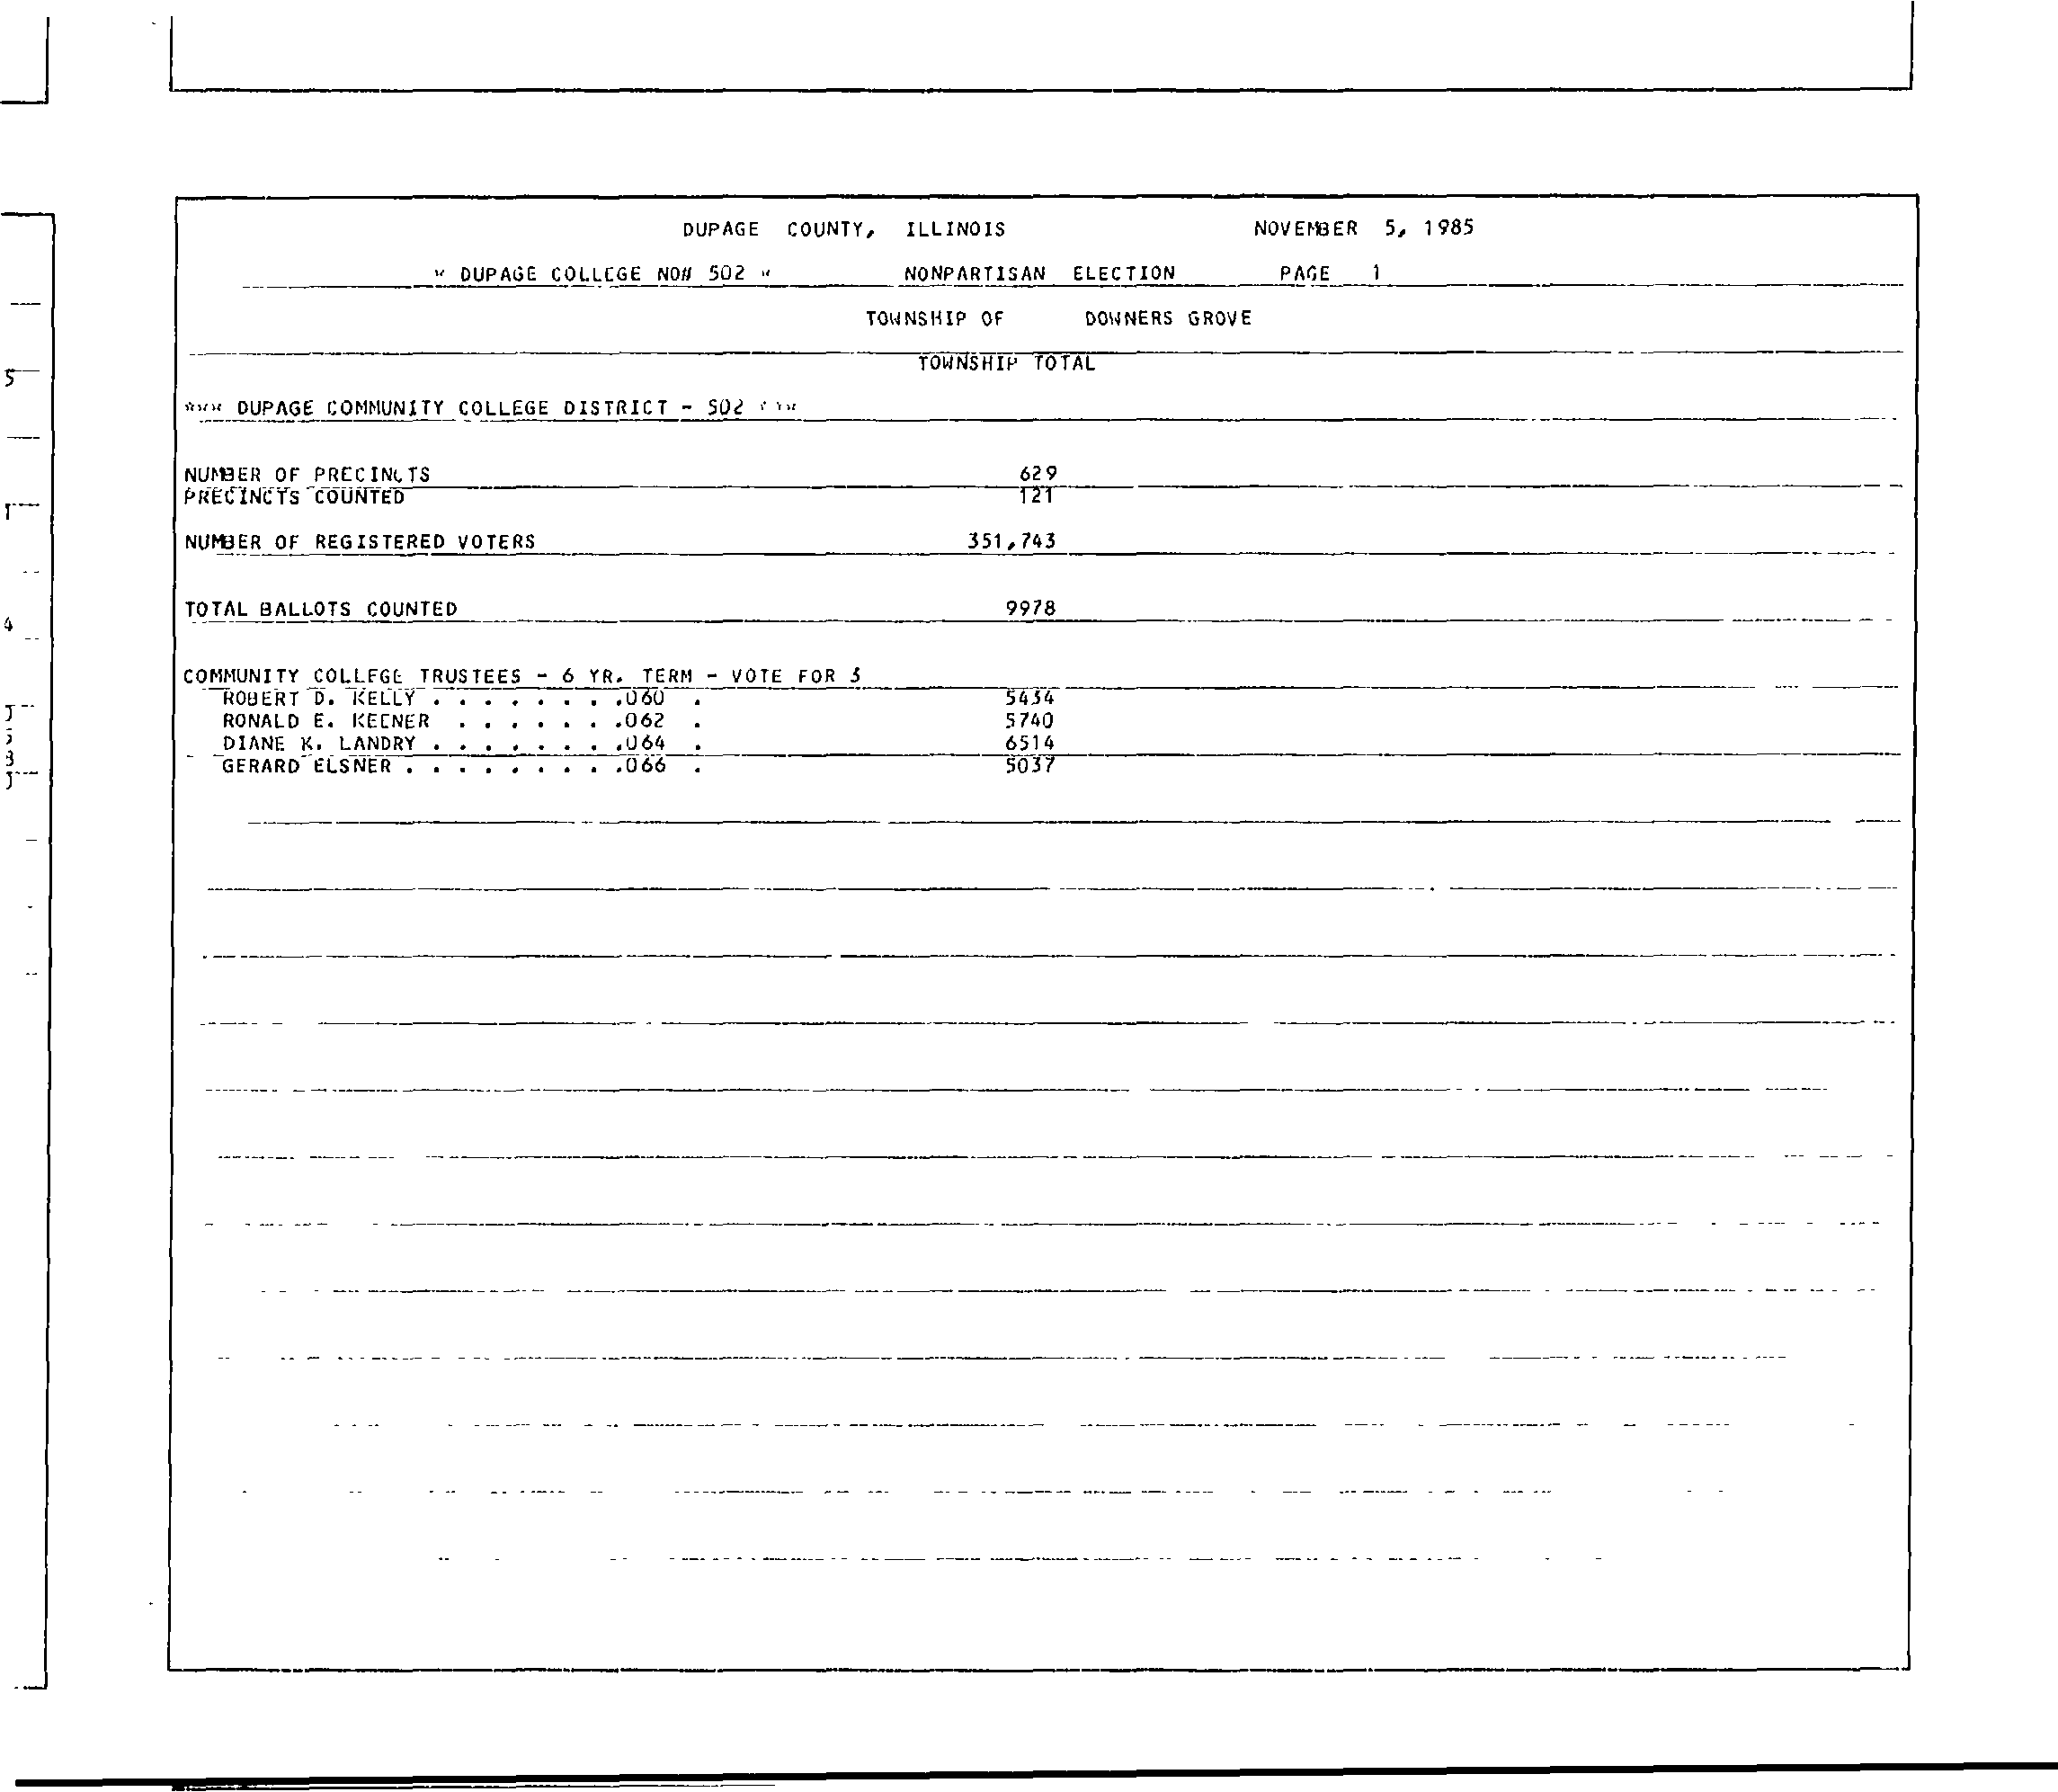 DUPAGE COUNTY, ILLINOIS NOVEMBER 5, 1985
* DUPAGE COLLEGE NO# 502 * NONPARTISAN ELECTION PAGE 1
TOWNSHIP OF DOWNERS GROVE
TOWNSHIP TOTAL
*** DUPAGE COMMUNITY COLLEGE DISTRICT - 502 ***
NUMBER OF PRECINCTS 629
PRECINCTS COUNTED 121
NUMBER OF REGISTERED VOTERS 351,743
TOTAL BALLOTS COUNTED 9978
COMMUNITY COLLEGE TRUSTEES - 6 YR. TERM - VOTE FOR 3
ROBERT D. KELLY . . . . . . . .060 . 5434
RONALD E. KEENER . . . . . . .062 . 5740
DIANE K. LANDRY . . . . . . . .064 . 6514
GERARD ELSNER . . . . . . . . .066 . 5037